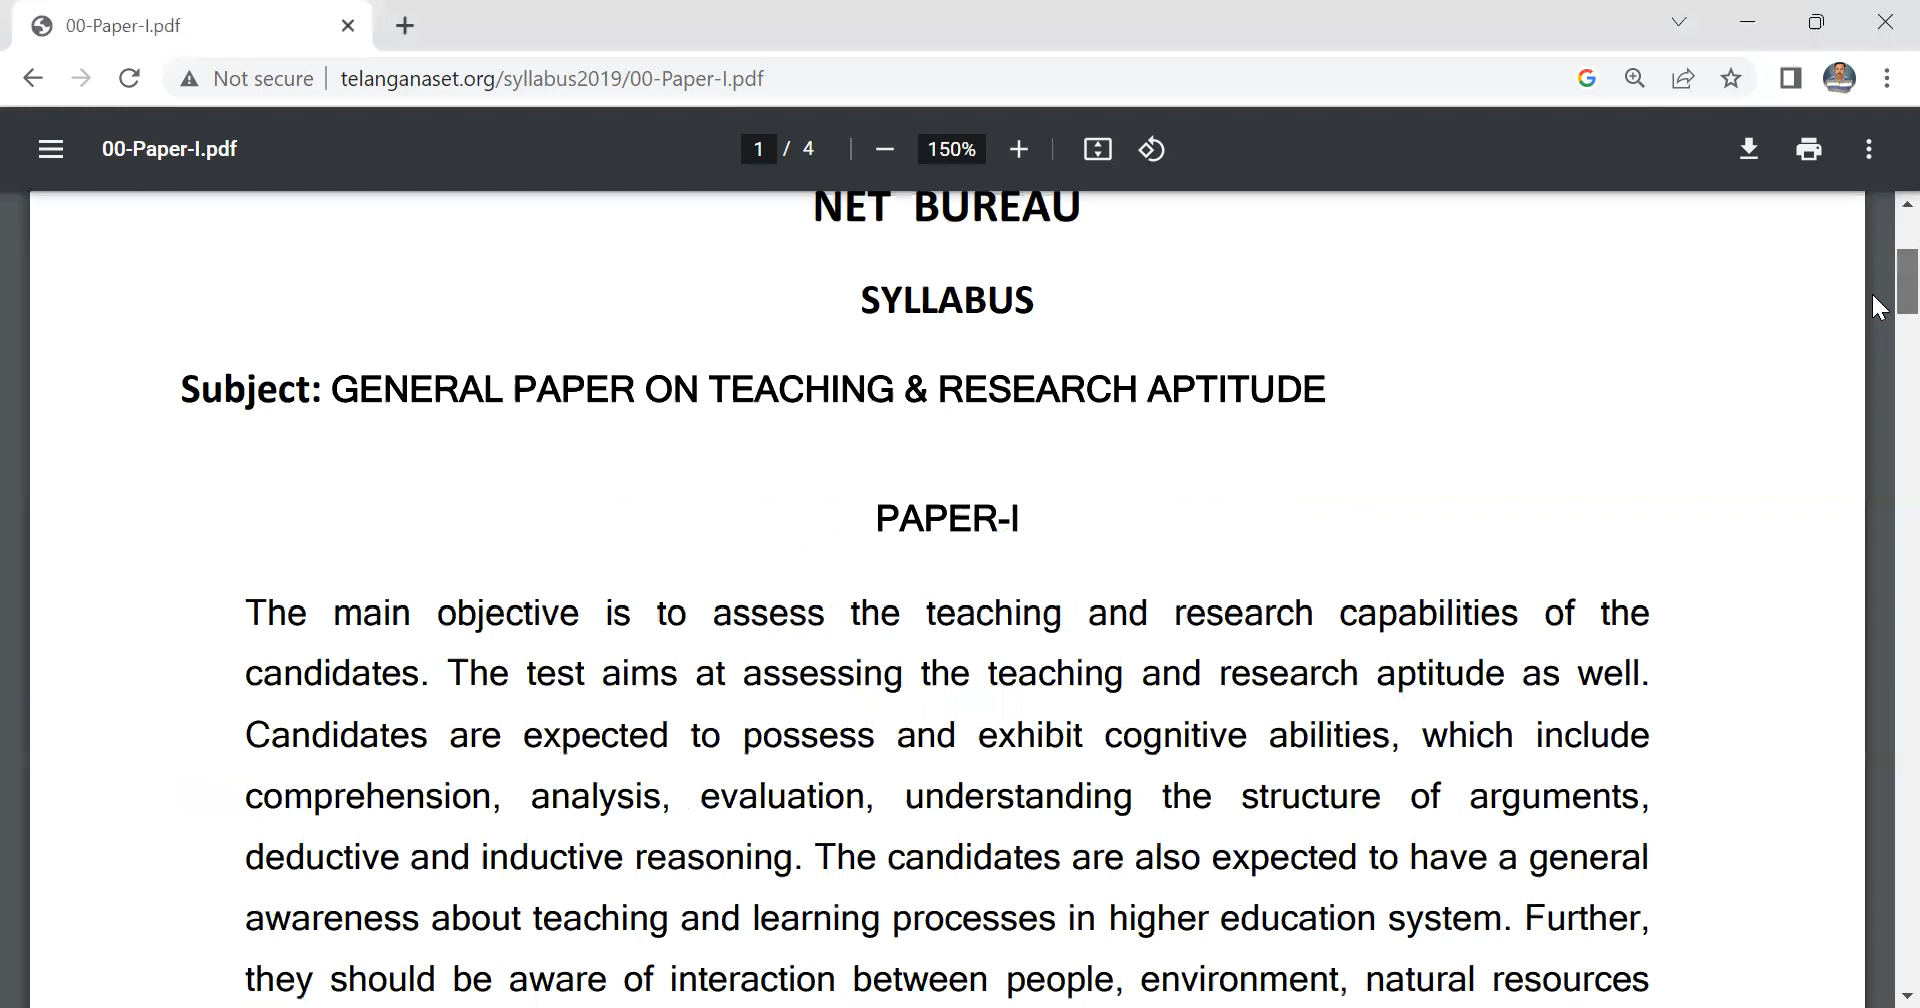 00-Paper-I.pdf
Not secure telanganaset.org/syllabus2019/00-Paper-I.pdf
00-Paper-I.pdf 1 / 4 150%
NET BUREAU
SYLLABUS
Subject: GENERAL PAPER ON TEACHING & RESEARCH APTITUDE
PAPER-I
The main objective is to assess the teaching and research capabilities of the
candidates. The test aims at assessing the teaching and research aptitude as well.
Candidates are expected to possess and exhibit cognitive abilities, which include
comprehension, analysis, evaluation, understanding the structure of arguments,
deductive and inductive reasoning. The candidates are also expected to have a general
awareness about teaching and learning processes in higher education system. Further,
they should be aware of interaction between people, environment, natural resources